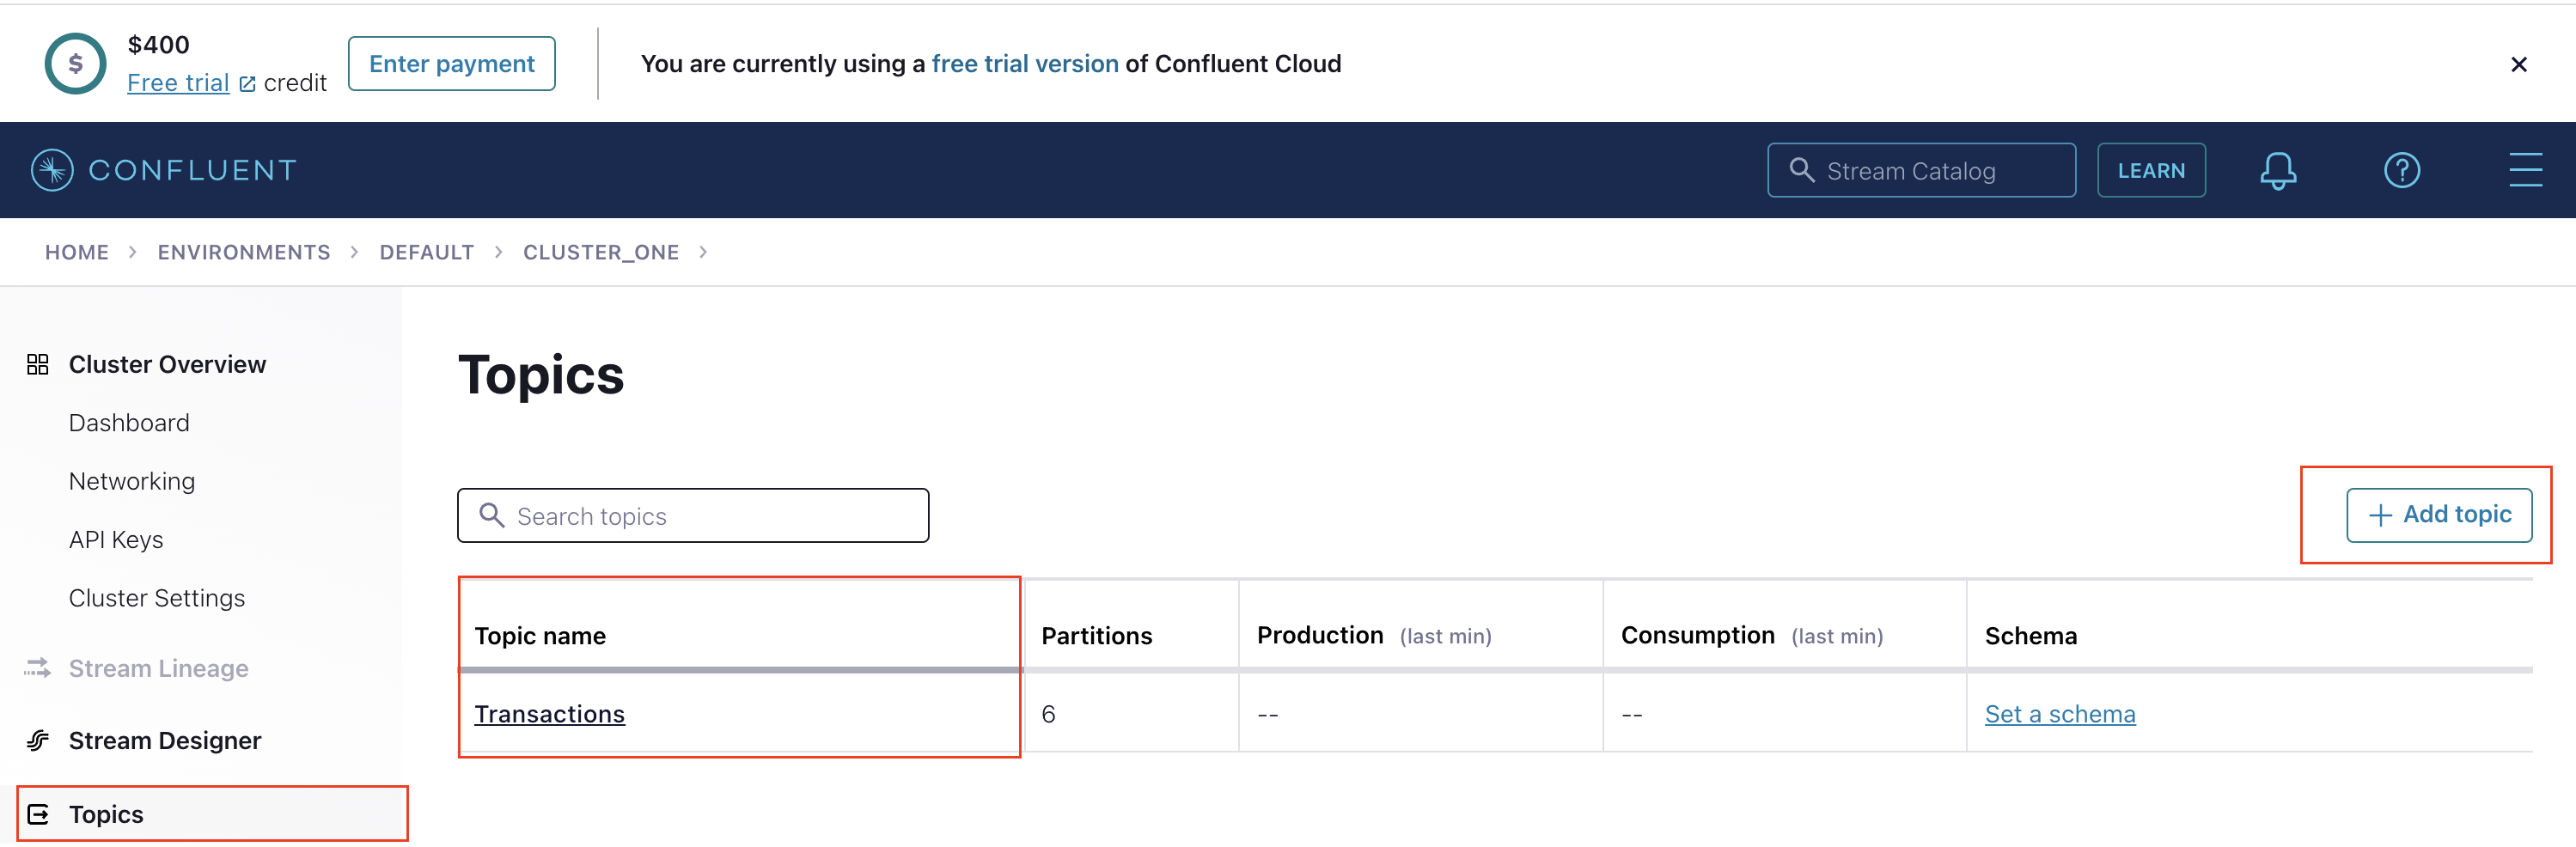 $400
Free trial credit
Enter payment
You are currently using a free trial version of Confluent Cloud
CONFLUENT
Stream Catalog
LEARN
HOME > ENVIRONMENTS > DEFAULT > CLUSTER_ONE >
Cluster Overview
Dashboard
Networking
API Keys
Cluster Settings
Stream Lineage
Stream Designer
Topics
Topics
Search topics
+ Add topic
Topic name Partitions Production (last min) Consumption (last min) Schema
Transactions 6 -- -- Set a schema